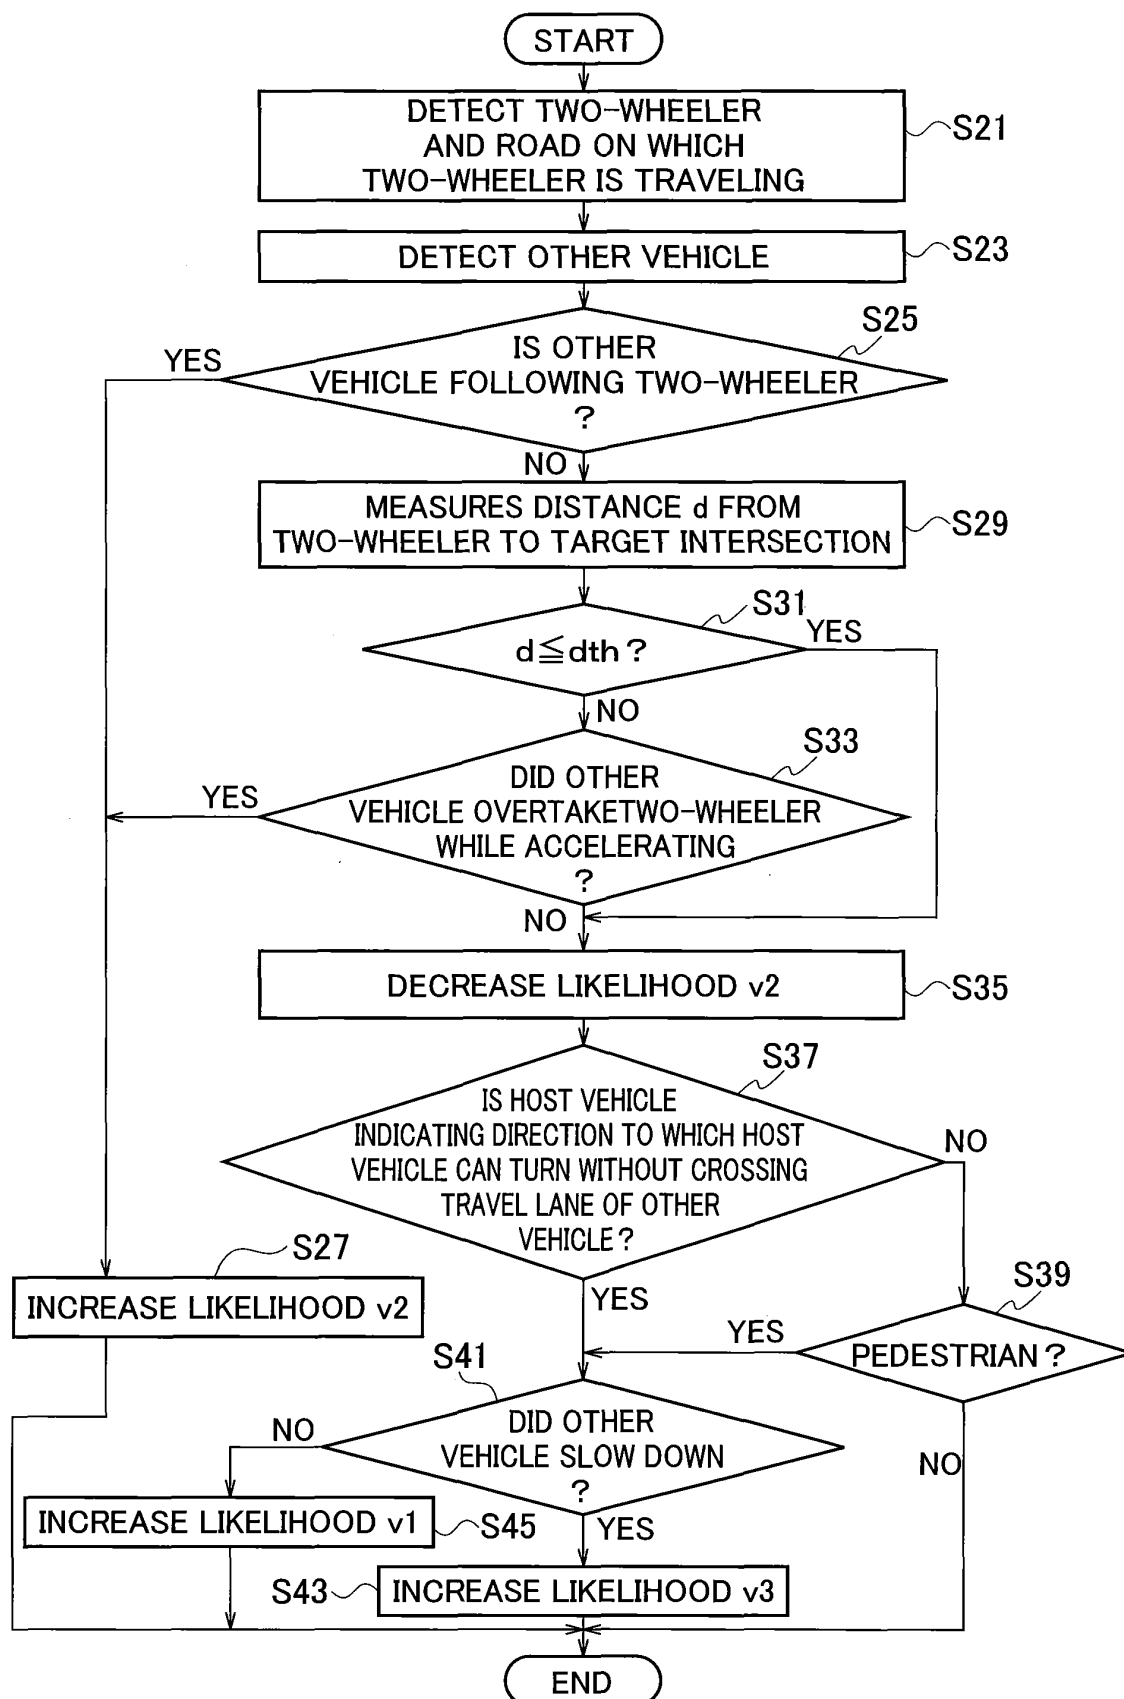 START
DETECT TWO-WHEELER
AND ROAD ON WHICH
TWO-WHEELER IS TRAVELING
S21
DETECT OTHER VEHICLE
S23
S25
YES
IS OTHER
VEHICLE FOLLOWING TWO-WHEELER
?
NO
MEASURES DISTANCE d FROM
TWO-WHEELER TO TARGET INTERSECTION
S29
S31
d≦dth?
YES
NO
S33
YES
DID OTHER
VEHICLE OVERTAKETWO-WHEELER
WHILE ACCELERATING
?
NO
DECREASE LIKELIHOOD v2
S35
S37
IS HOST VEHICLE
INDICATING DIRECTION TO WHICH HOST
VEHICLE CAN TURN WITHOUT CROSSING
TRAVEL LANE OF OTHER
VEHICLE?
NO
YES
S27
INCREASE LIKELIHOOD v2
S39
PEDESTRIAN?
YES
NO
S41
DID OTHER
VEHICLE SLOW DOWN
?
NO
YES
INCREASE LIKELIHOOD v1
S45
S43
INCREASE LIKELIHOOD v3
END